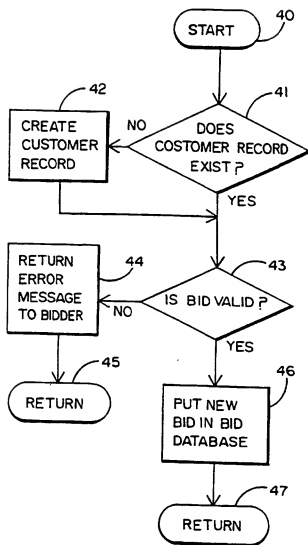 START
40
42
41
CREATE
CUSTOMER
RECORD
NO
DOES
COSTOMER RECORD
EXIST?
YES
44
43
RETURN
ERROR
MESSAGE
TO BIDDER
NO
IS BID VALID?
YES
45
46
RETURN
PUT NEW
BID IN BID
DATABASE
47
RETURN